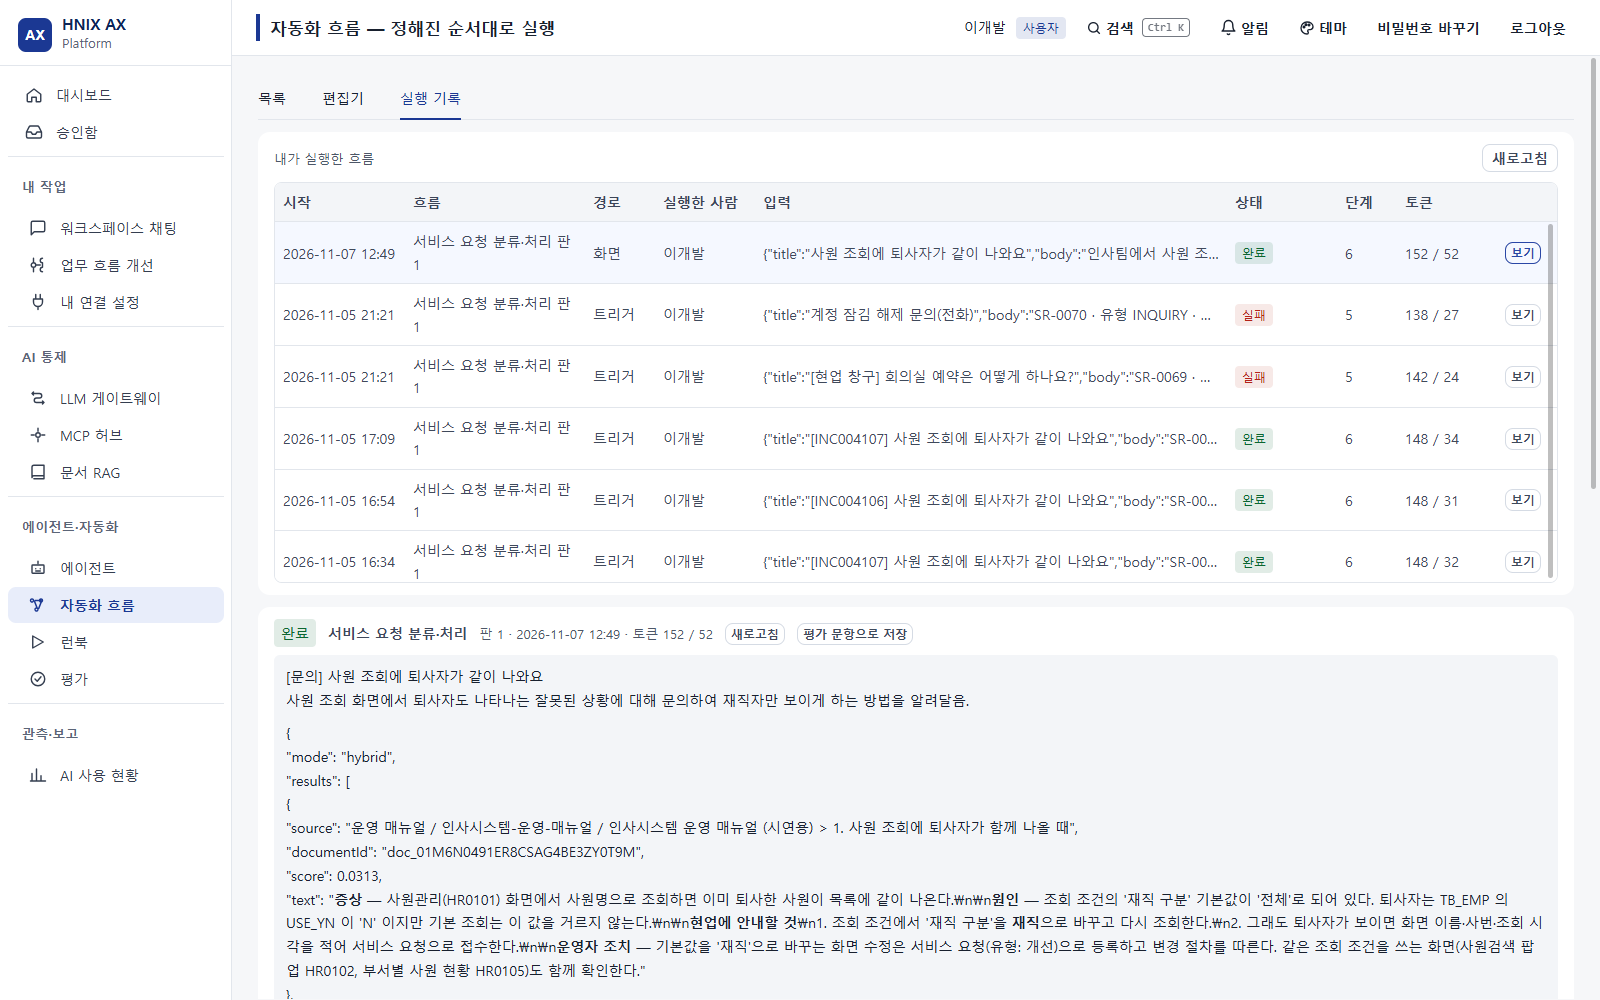 AX
HNIX AX
Platform
대시보드
승인함
내 작업
워크스페이스 채팅
업무 흐름 개선
내 연결 설정
AI 통제
LLM 게이트웨이
MCP 허브
문서 RAG
에이전트·자동화
에이전트
자동화 흐름
런북
평가
관측·보고
AI 사용 현황
자동화 흐름 — 정해진 순서대로 실행
이개발 사용자 검색 Ctrl K 알림 테마 비밀번호 바꾸기 로그아웃
목록 편집기 실행 기록
내가 실행한 흐름 새로고침
시작 흐름 경로 실행한 사람 입력 상태 단계 토큰
2026-11-07 12:49 서비스 요청 분류·처리 판 1 화면 이개발 {"title":"사원 조회에 퇴사자가 같이 나와요","body":"인사팀에서 사원 조... 완료 6 152 / 52 보기
2026-11-05 21:21 서비스 요청 분류·처리 판 1 트리거 이개발 {"title":"계정 잠김 해제 문의(전화)","body":"SR-0070 · 유형 INQUIRY · ... 실패 5 138 / 27 보기
2026-11-05 21:21 서비스 요청 분류·처리 판 1 트리거 이개발 {"title":"[현업 창구] 회의실 예약은 어떻게 하나요?","body":"SR-0069 · ... 실패 5 142 / 24 보기
2026-11-05 17:09 서비스 요청 분류·처리 판 1 트리거 이개발 {"title":"[INC004107] 사원 조회에 퇴사자가 같이 나와요","body":"SR-00... 완료 6 148 / 34 보기
2026-11-05 16:54 서비스 요청 분류·처리 판 1 트리거 이개발 {"title":"[INC004106] 사원 조회에 퇴사자가 같이 나와요","body":"SR-00... 완료 6 148 / 31 보기
2026-11-05 16:34 서비스 요청 분류·처리 판 1 트리거 이개발 {"title":"[INC004107] 사원 조회에 퇴사자가 같이 나와요","body":"SR-00... 완료 6 148 / 32 보기
완료 서비스 요청 분류·처리 판 1 · 2026-11-07 12:49 · 토큰 152 / 52 새로고침 평가 문항으로 저장
[문의] 사원 조회에 퇴사자가 같이 나와요
사원 조회 화면에서 퇴사자도 나타나는 잘못된 상황에 대해 문의하여 재직자만 보이게 하는 방법을 알려달음.
{
"mode": "hybrid",
"results": [
{
"source": "운영 매뉴얼 / 인사시스템-운영-매뉴얼 / 인사시스템 운영 매뉴얼 (시연용) > 1. 사원 조회에 퇴사자가 함께 나올 때",
"documentId": "doc_01M6N0491ER8CSAG4BE3ZY0T9M",
"score": 0.0313,
"text": "증상 — 사원관리(HR0101) 화면에서 사원명으로 조회하면 이미 퇴사한 사원이 목록에 같이 나온다.₩n₩n원인 — 조회 조건의 '재직 구분' 기본값이 '전체'로 되어 있다. 퇴사자는 TB_EMP 의
USE_YN 이 'N' 이지만 기본 조회는 이 값을 거르지 않는다.₩n₩n현업에 안내할 것₩n1. 조회 조건에서 '재직 구분'을 재직으로 바꾸고 다시 조회한다.₩n2. 그래도 퇴사자가 보이면 화면 이름·사번·조회 시
각을 적어 서비스 요청으로 접수한다.₩n₩n운영자 조치 — 기본값을 '재직'으로 바꾸는 화면 수정은 서비스 요청(유형: 개선)으로 등록하고 변경 절차를 따른다. 같은 조회 조건을 쓰는 화면(사원검색 팝
업 HR0102, 부서별 사원 현황 HR0105)도 함께 확인한다."
},